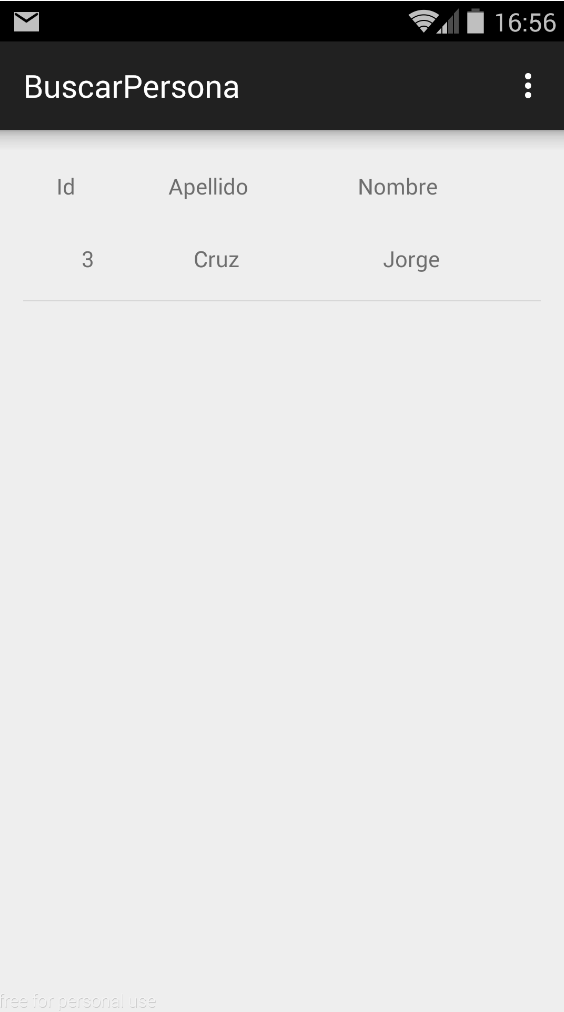 16:56
BuscarPersona
Id Apellido Nombre
3 Cruz Jorge
free for personal use